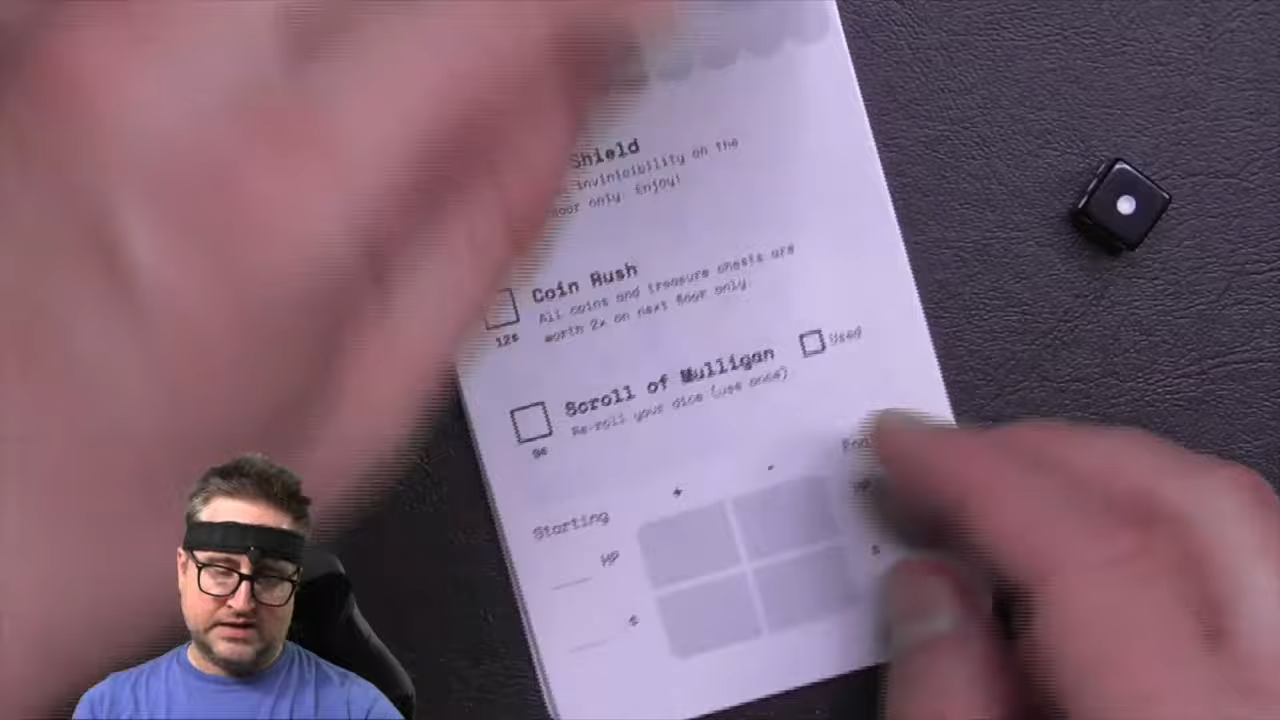 Shield
invinicibility on the
floor only. Enjoy!
Coin Rush
All coins and treasure chests are
worth 2x on next floor only.
12¢
Scroll of Mulligan
Used
Re-roll your dice (use once)
9¢
+ -
Starting
HP
$
$